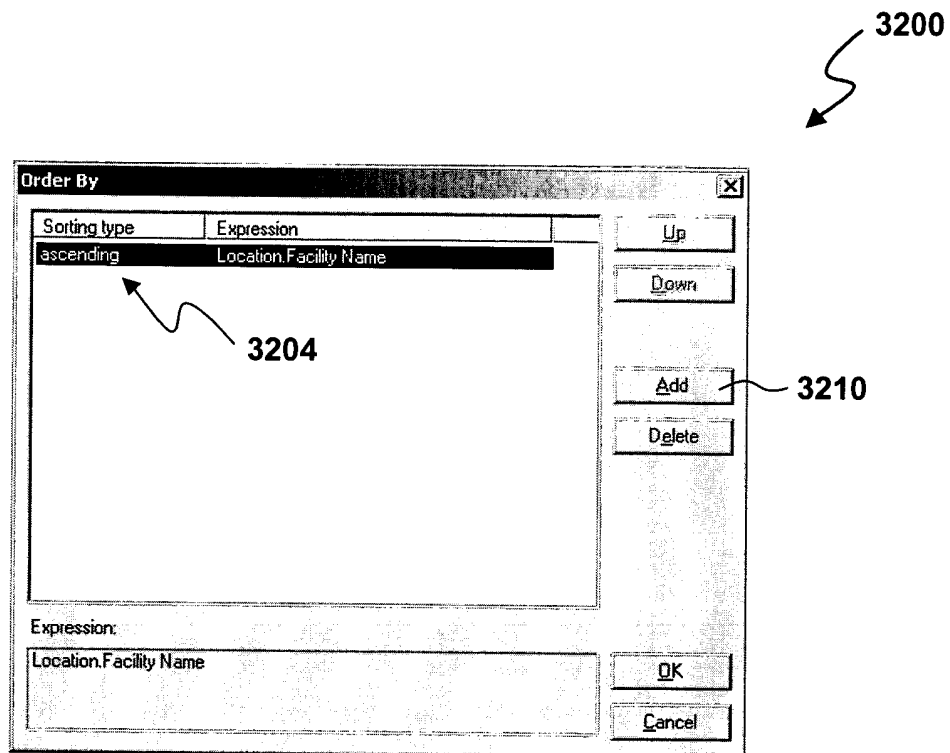 3200
Order By
Sorting type Expression
Up
ascending Location.Facility Name
Down
3204
Add
3210
Delete
Expression:
Location.Facility Name
OK
Cancel